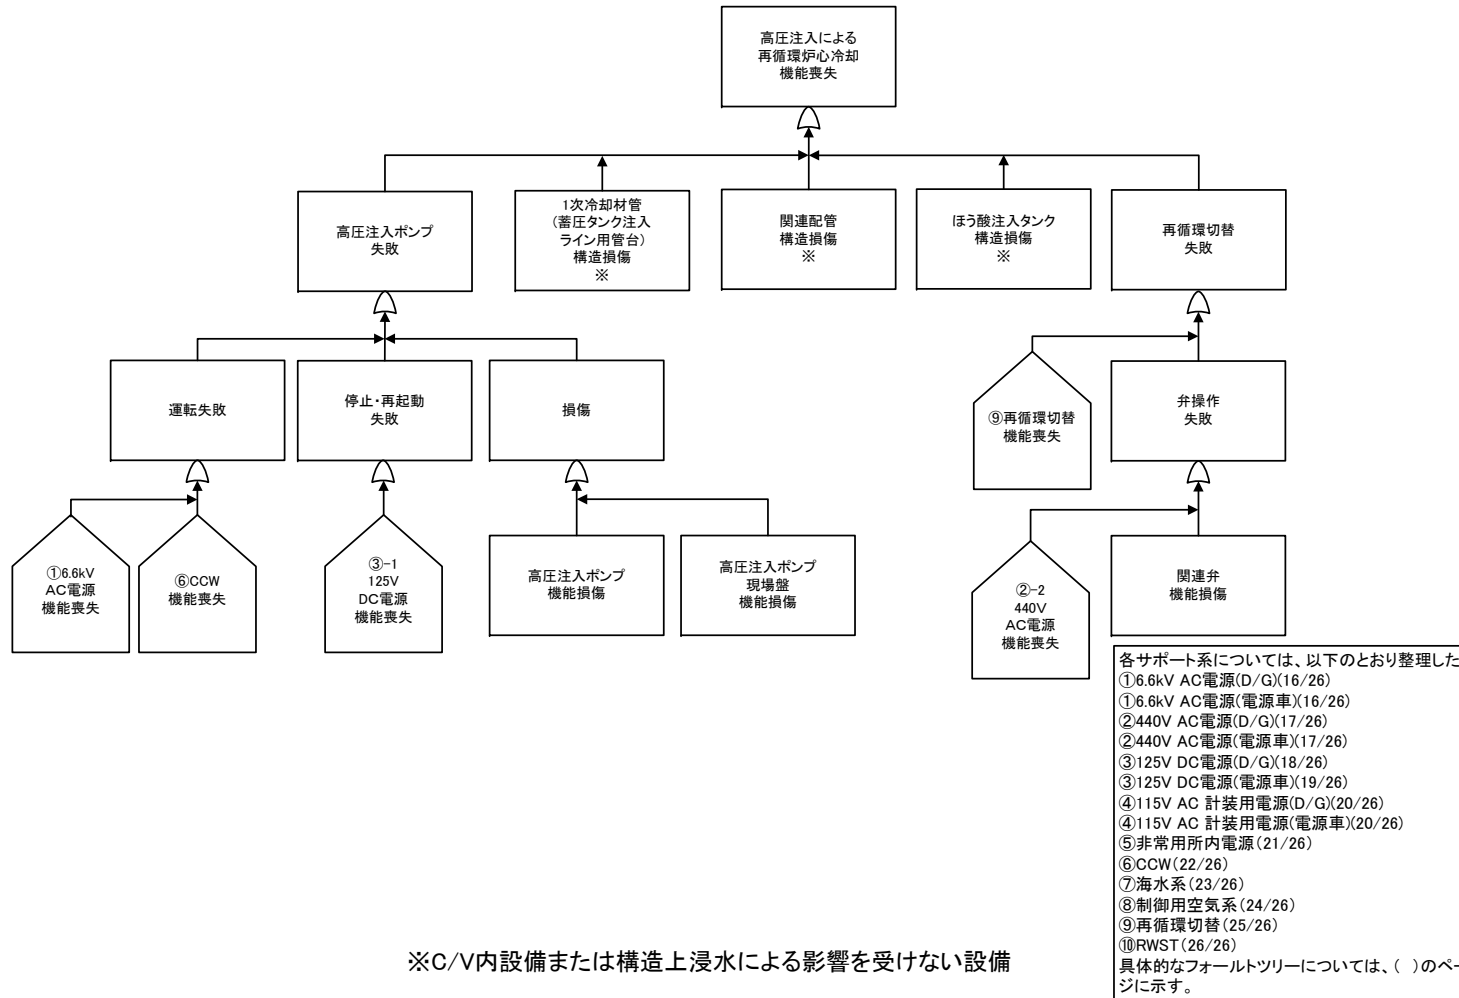 高圧注入による
再循環炉心冷却
機能喪失
高圧注入ポンプ
失敗
1次冷却材管
(蓄圧タンク注入
ライン用管台)
構造損傷
※
関連配管
構造損傷
※
ほう酸注入タンク
構造損傷
※
再循環切替
失敗
運転失敗
停止・再起動
失敗
損傷
⑨再循環切替
機能喪失
弁操作
失敗
①6.6kV
AC電源
機能喪失
⑥CCW
機能喪失
③-1
125V
DC電源
機能喪失
高圧注入ポンプ
機能損傷
高圧注入ポンプ
現場盤
機能損傷
②-2
440V
AC電源
機能喪失
関連弁
機能損傷
各サポート系については、以下のとおり整理した
①6.6kV AC電源(D/G)(16/26)
①6.6kV AC電源(電源車)(16/26)
②440V AC電源(D/G)(17/26)
②440V AC電源(電源車)(17/26)
③125V DC電源(D/G)(18/26)
③125V DC電源(電源車)(19/26)
④115V AC 計装用電源(D/G)(20/26)
④115V AC 計装用電源(電源車)(20/26)
⑤非常用所内電源(21/26)
⑥CCW(22/26)
⑦海水系(23/26)
⑧制御用空気系(24/26)
⑨再循環切替(25/26)
⑩RWST(26/26)
具体的なフォールトツリーについては、( )のペー
ジに示す。
※C/V内設備または構造上浸水による影響を受けない設備